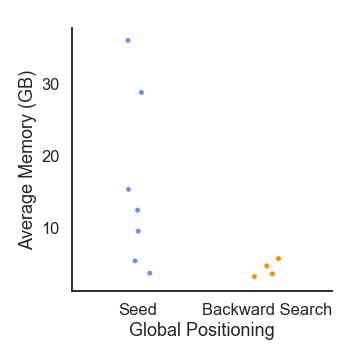 Average Memory (GB)
30
20
10
Seed
Backward Search
Global Positioning